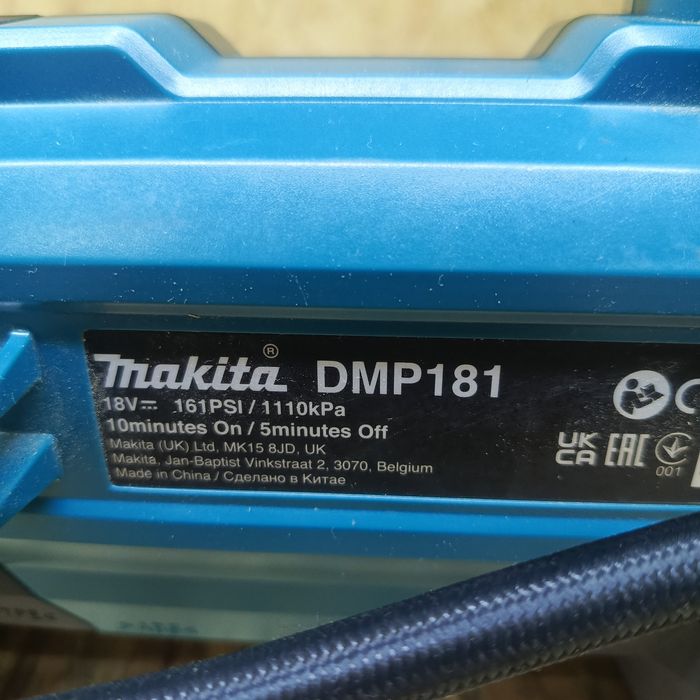 makita® DMP181
18V⎓ 161PSI / 1110kPa
10minutes On / 5minutes Off
Makita (UK) Ltd, MK15 8JD, UK
Makita, Jan-Baptist Vinkstraat 2, 3070, Belgium
Made in China / Сделано в Китае
UK
CA
EAC
001